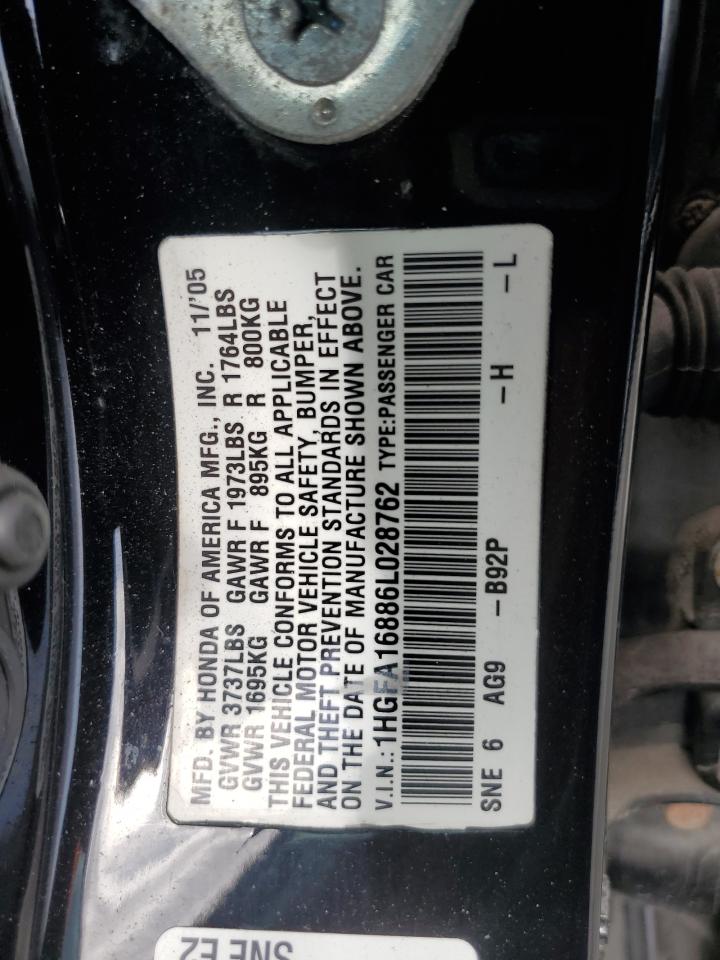 MFD. BY HONDA OF AMERICA MFG., INC. 11/'05
GVWR 3737LBS GAWR F 1973LBS R 1764LBS
GVWR 1695KG GAWR F 895KG R 800KG
THIS VEHICLE CONFORMS TO ALL APPLICABLE
FEDERAL MOTOR VEHICLE SAFETY, BUMPER,
AND THEFT PREVENTION STANDARDS IN EFFECT
ON THE DATE OF MANUFACTURE SHOWN ABOVE.
V.I.N.: 1HGFA16886L028762 TYPE:PASSENGER CAR
SNE 6 AG9 -B92P -H -L
SNE E2